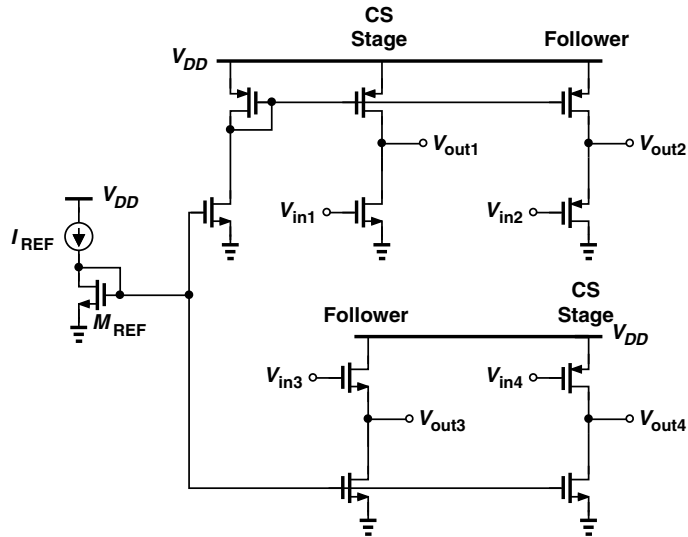 CS
Stage
Follower
V_DD
V_out1
V_out2
V_in1
V_in2
V_DD
I_REF
M_REF
Follower
CS
Stage
V_DD
V_in3
V_in4
V_out3
V_out4